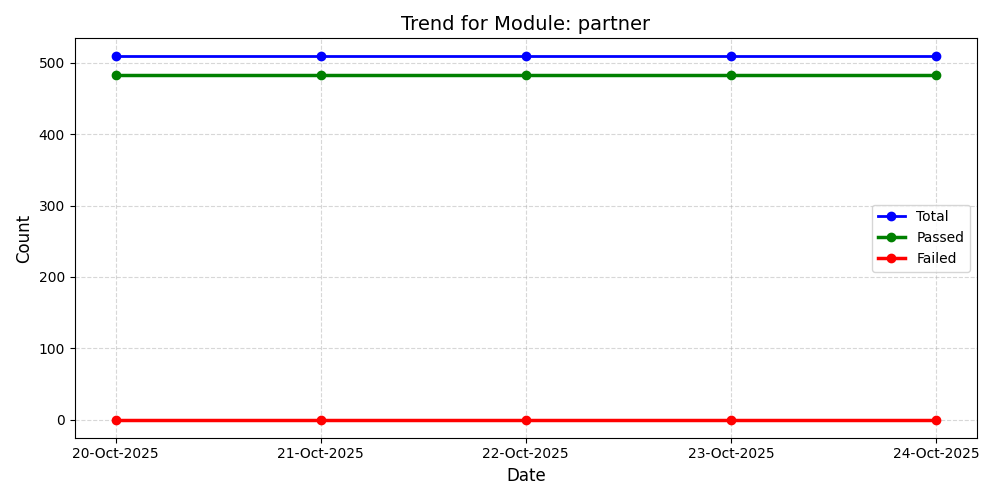 Trend for Module: partner
500
400
300
200
100
0
Count
Total
Passed
Failed
20-Oct-2025
21-Oct-2025
22-Oct-2025
23-Oct-2025
24-Oct-2025
Date